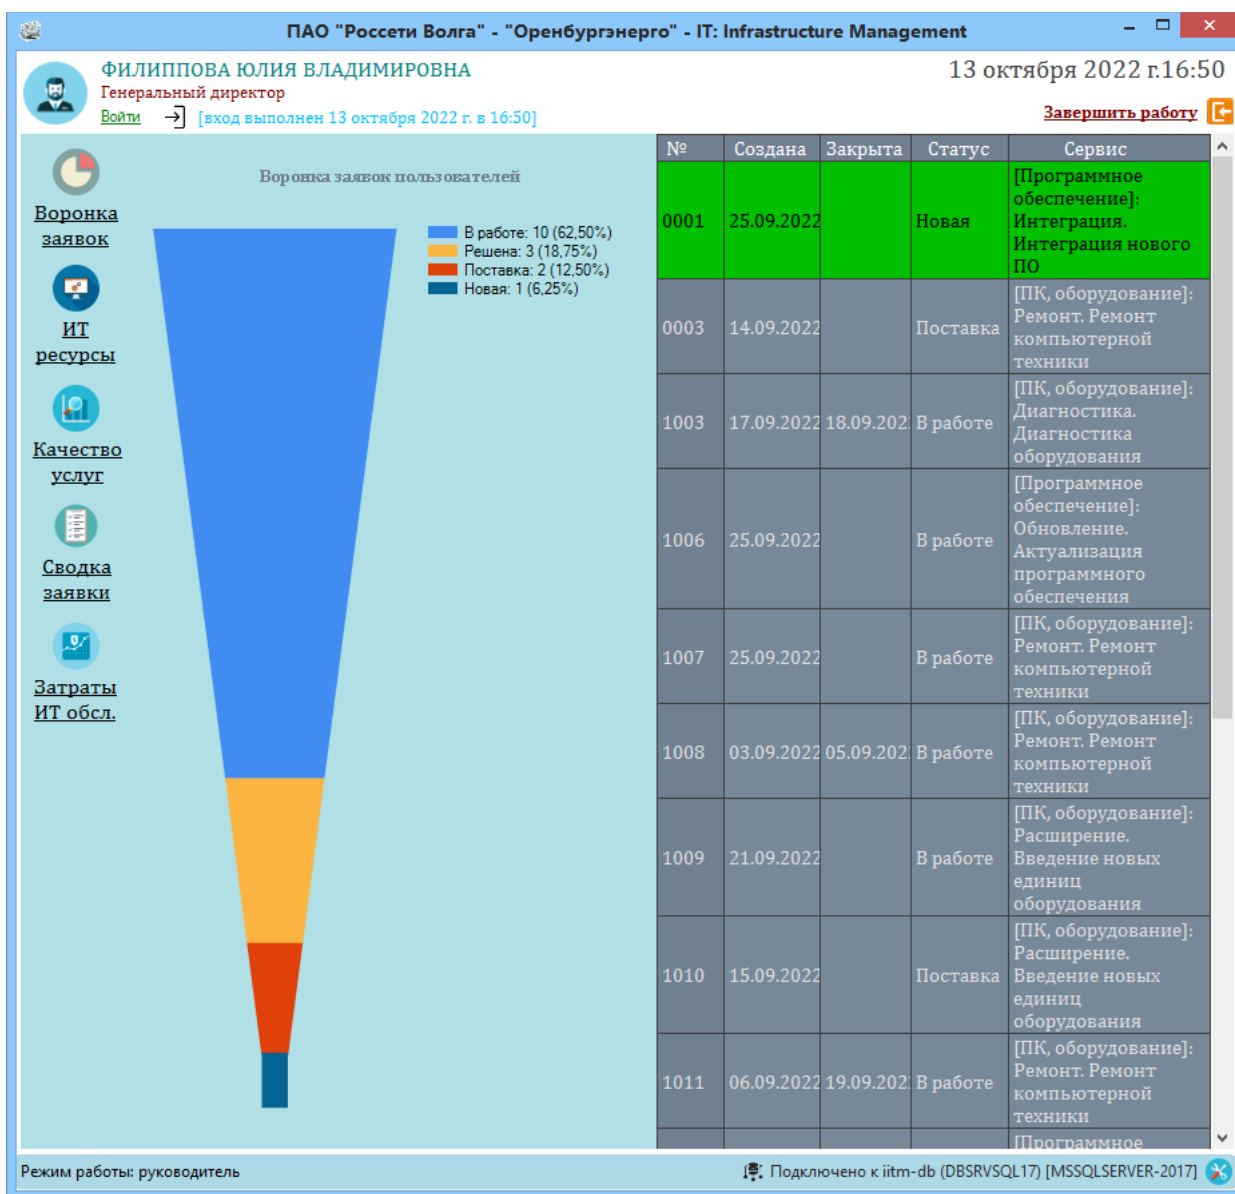 ПАО "Россети Волга" - "Оренбургэнерго" - IT: Infrastructure Management
ФИЛИППОВА ЮЛИЯ ВЛАДИМИРОВНА
13 октября 2022 г.16:50
Генеральный директор
Войти
[вход выполнен 13 октября 2022 г. в 16:50]
Завершить работу
Воронка
заявок
ИТ
ресурсы
Качество
услуг
Сводка
заявки
Затраты
ИТ обсл.
Воронка заявок пользователей
В работе: 10 (62,50%)
Решена: 3 (18,75%)
Поставка: 2 (12,50%)
Новая: 1 (6,25%)
№ Создана Закрыта Статус Сервис
0001 25.09.2022 Новая
[Программное
обеспечение]:
Интеграция.
Интеграция нового
ПО
0003 14.09.2022 Поставка
[ПК, оборудование]:
Ремонт. Ремонт
компьютерной
техники
1003 17.09.2022 18.09.202 В работе
[ПК, оборудование]:
Диагностика.
Диагностика
оборудования
1006 25.09.2022 В работе
[Программное
обеспечение]:
Обновление.
Актуализация
программного
обеспечения
1007 25.09.2022 В работе
[ПК, оборудование]:
Ремонт. Ремонт
компьютерной
техники
1008 03.09.2022 05.09.202 В работе
[ПК, оборудование]:
Ремонт. Ремонт
компьютерной
техники
1009 21.09.2022 В работе
[ПК, оборудование]:
Расширение.
Введение новых
единиц
оборудования
1010 15.09.2022 Поставка
[ПК, оборудование]:
Расширение.
Введение новых
единиц
оборудования
1011 06.09.2022 19.09.202 В работе
[ПК, оборудование]:
Ремонт. Ремонт
компьютерной
техники
[Программное
Режим работы: руководитель
Подключено к iitm-db (DBSRVSQL17) [MSSQLSERVER-2017]